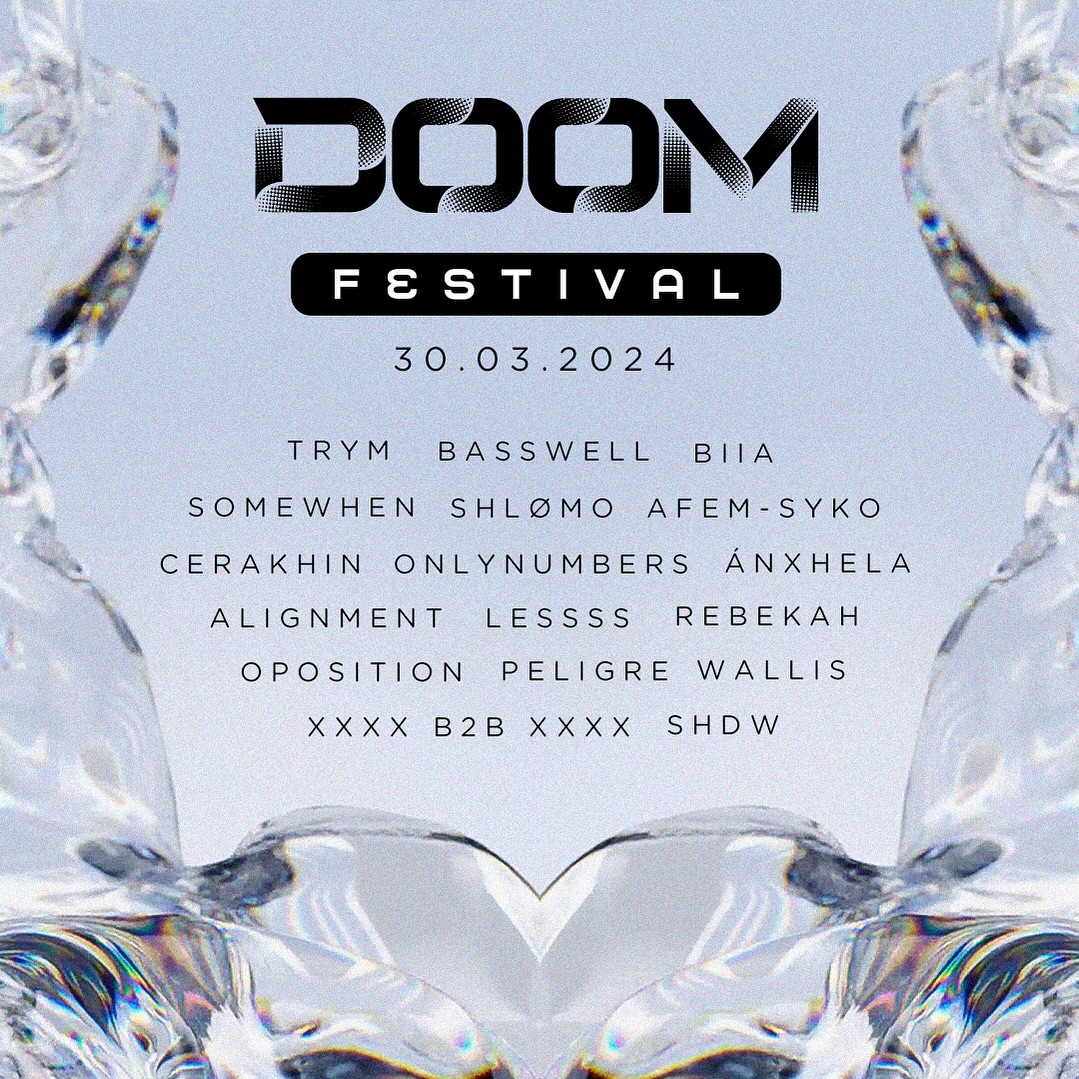 DOOM
FESTIVAL
30.03.2024
TRYM BASSWELL BIIA
SOMEWHEN SHLØMO AFEM-SYKO
CERAKHIN ONLYNUMBERS ÁNXHELA
ALIGNMENT LESSSS REBEKAH
OPOSITION PELIGRE WALLIS
XXXX B2B XXXX SHDW